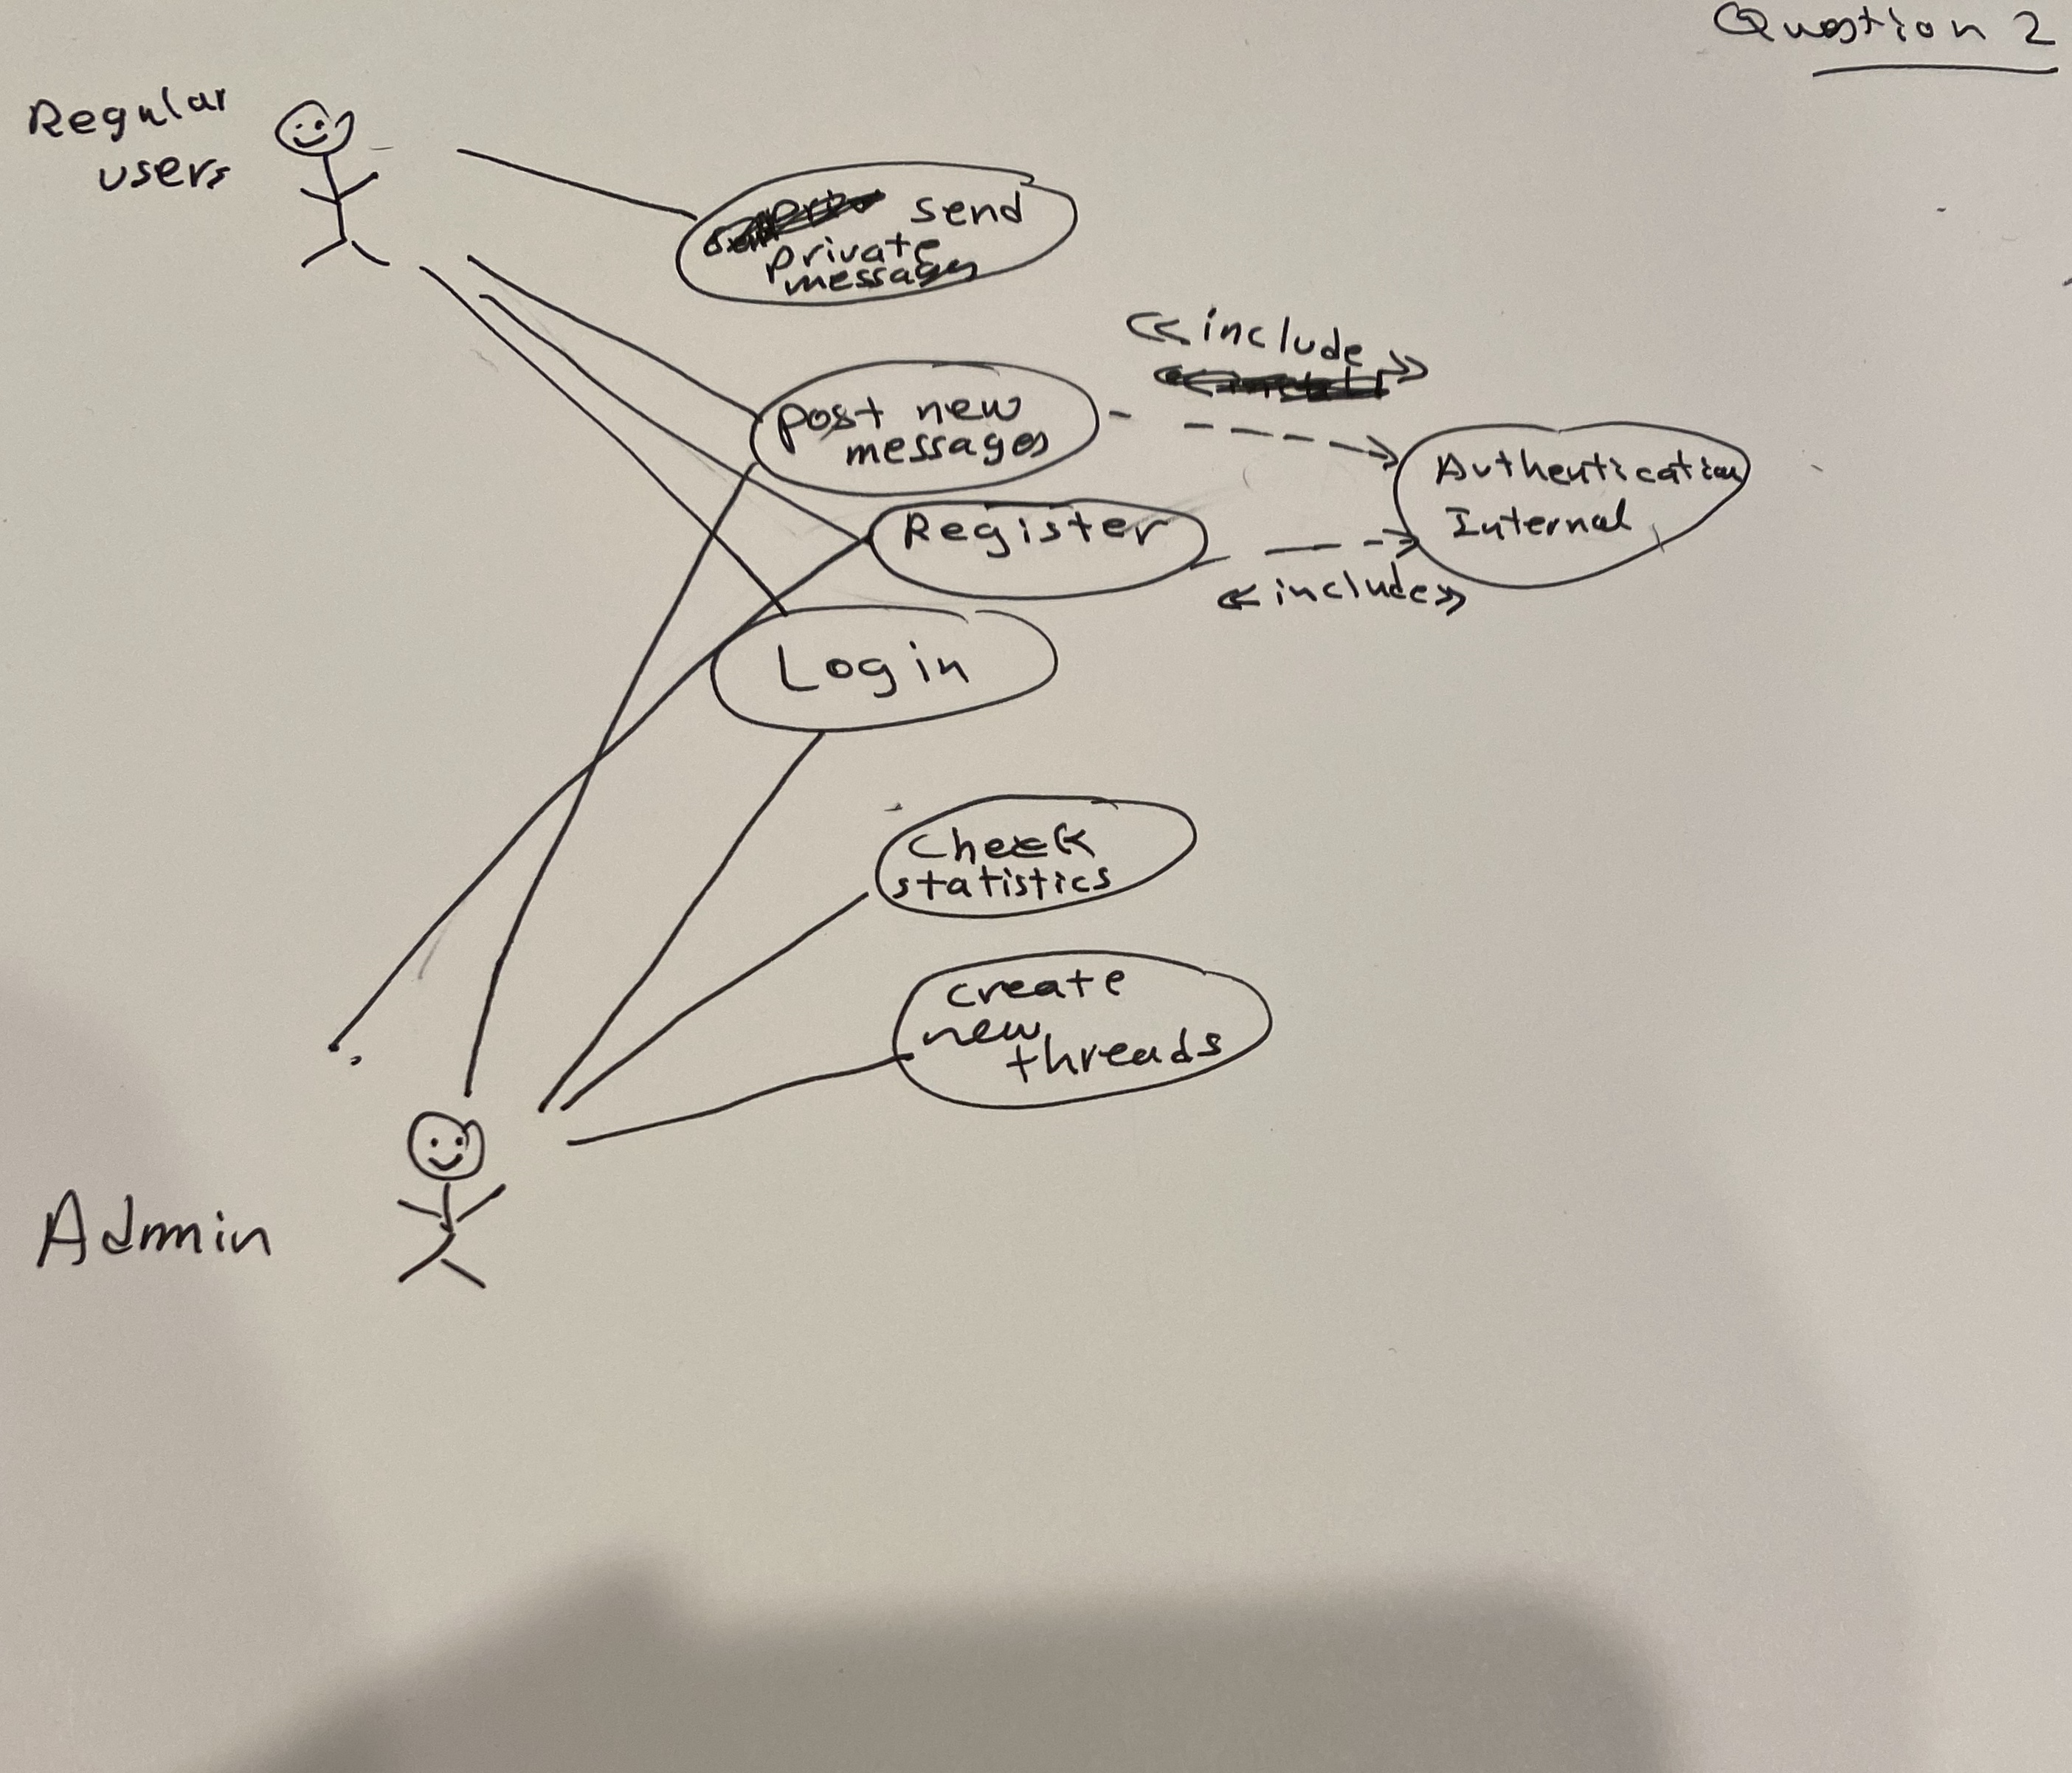 Question 2
Regular
users
send
private
messages
<<include>>
post new
messages
Authentication
Internal
Register
<<include>>
Login
Check
statistics
create
new
threads
Admin